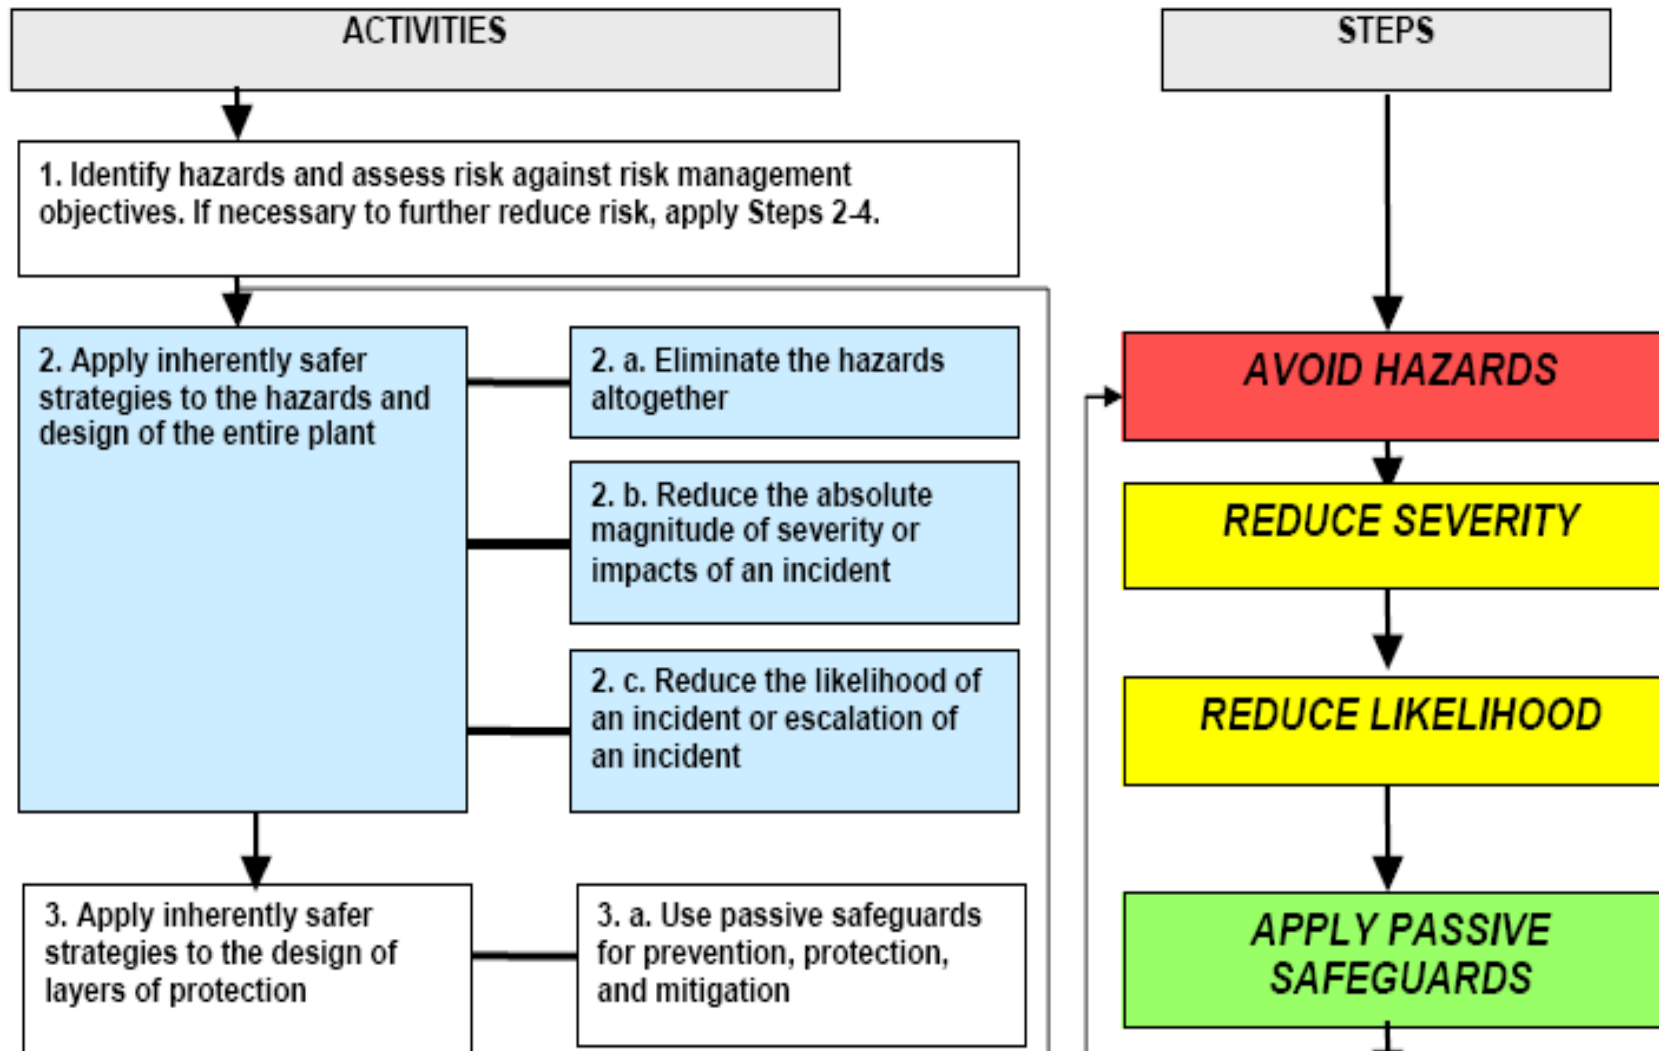 ACTIVITIES
STEPS
1. Identify hazards and assess risk against risk management
objectives. If necessary to further reduce risk, apply Steps 2-4.
2. Apply inherently safer
strategies to the hazards and
design of the entire plant
2. a. Eliminate the hazards
altogether
2. b. Reduce the absolute
magnitude of severity or
impacts of an incident
2. c. Reduce the likelihood of
an incident or escalation of
an incident
3. Apply inherently safer
strategies to the design of
layers of protection
3. a. Use passive safeguards
for prevention, protection,
and mitigation
AVOID HAZARDS
REDUCE SEVERITY
REDUCE LIKELIHOOD
APPLY PASSIVE
SAFEGUARDS